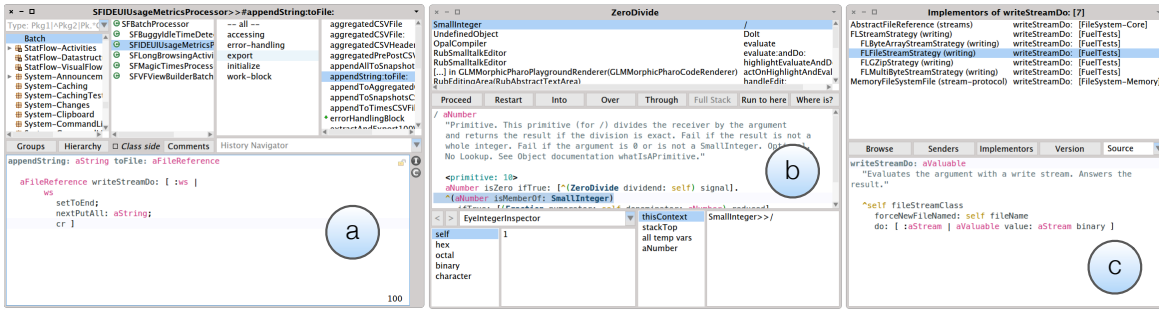 SFIDEUIUsageMetricsProcessor>>#appendString:toFile:
Type: Pkg1|^Pkg2|Pk.*C
Batch
StatFlow-Activities
StatFlow-Datastruct
StatFlow-VisualFlow
System-Announcem
System-Caching
System-CachingTes
System-Changes
System-Clipboard
System-CommandLi
SFBatchProcessor
SFBuggyIdleTimeDete
SFIDEUIUsageMetricsP
SFLongBrowsingActivi
SFMagicTimesProcess
SFVFViewBuilderBatch
-- all --
accessing
error-handling
export
initialize
work-block
aggregatedCSVFile
aggregatedCSVFile:
aggregatedCSVHeader
aggregatedPrePostCSV
appendAllToSnapshot
appendString:toFile:
appendToAggregated
appendToSnapshotsC
appendToTimesCSVFil
errorHandlingBlock
Groups
Hierarchy
Class side
Comments
History Navigator
appendString: aString toFile: aFileReference
aFileReference writeStreamDo: [ :ws |
ws
setToEnd;
nextPutAll: aString;
cr ]
a
100
ZeroDivide
SmallInteger /
UndefinedObject DoIt
OpalCompiler evaluate
RubSmalltalkEditor evaluate:andDo:
RubSmalltalkEditor highlightEvaluateAndD
[...] in GLMMorphicPharoPlaygroundRenderer(GLMMorphicPharoCodeRenderer) actOnHighlightAndEval
RubEditingArea(RubAbstractTextArea) handleEdit:
Proceed
Restart
Into
Over
Through
Full Stack
Run to here
Where is?
/ aNumber
"Primitive. This primitive (for /) divides the receiver by the argument
and returns the result if the division is exact. Fail if the result is not a
whole integer. Fail if the argument is 0 or is not a SmallInteger.
No Lookup. See Object documentation whatIsAPrimitive."
<primitive: 10>
aNumber isZero ifTrue: [^(ZeroDivide dividend: self) signal].
^(aNumber isMemberOf: SmallInteger)
b
< >
EyeIntegerInspector
self
hex
octal
binary
character
1
thisContext
stackTop
all temp vars
aNumber
SmallInteger>>/
Implementors of writeStreamDo: [7]
AbstractFileReference (streams) writeStreamDo: [FileSystem-Core]
FLStreamStrategy (writing) writeStreamDo: [FuelTests]
FLByteArrayStreamStrategy (writing) writeStreamDo: [FuelTests]
FLFileStreamStrategy (writing) writeStreamDo: [FuelTests]
FLGZipStrategy (writing) writeStreamDo: [FuelTests]
FLMultiByteStreamStrategy (writing) writeStreamDo: [FuelTests]
MemoryFileSystemFile (stream-protocol) writeStreamDo: [FileSystem-Memory]
Browse
Senders
Implementors
Version
Source
writeStreamDo: aValuable
"Evaluates the argument with a write stream. Answers the
result."
^self fileStreamClass
forceNewFileNamed: self fileName
do: [ :aStream | aValuable value: aStream binary ]
c